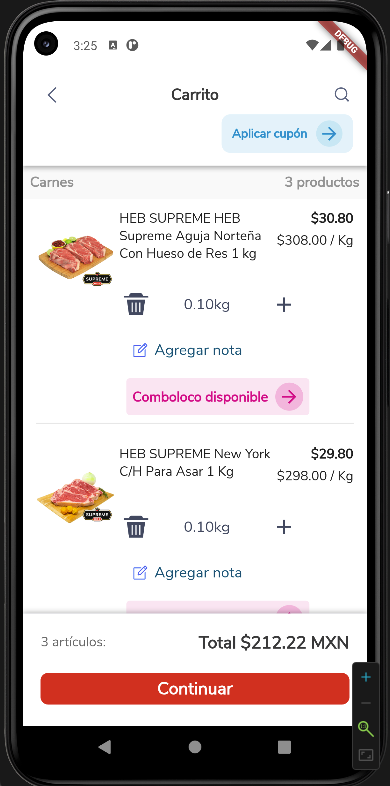 3:25
DEBUG
Carrito
Aplicar cupón
Carnes
3 productos
HEB SUPREME HEB
Supreme Aguja Norteña
Con Hueso de Res 1 kg
$30.80
$308.00 / Kg
SUPREME
0.10kg
Agregar nota
Comboloco disponible
HEB SUPREME New York
C/H Para Asar 1 Kg
$29.80
$298.00 / Kg
SUPREME
0.10kg
Agregar nota
3 artículos:
Total $212.22 MXN
Continuar